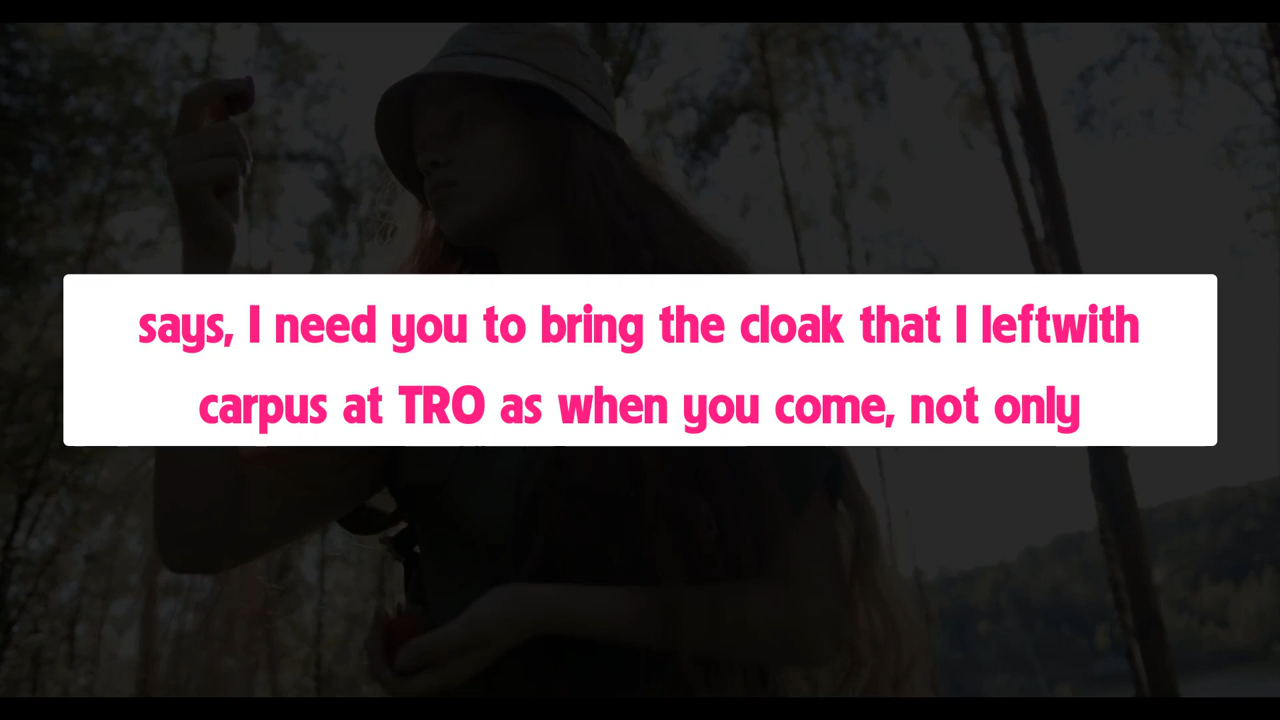 says, I need you to bring the cloak that I leftwith
carpus at TRO as when you come, not only